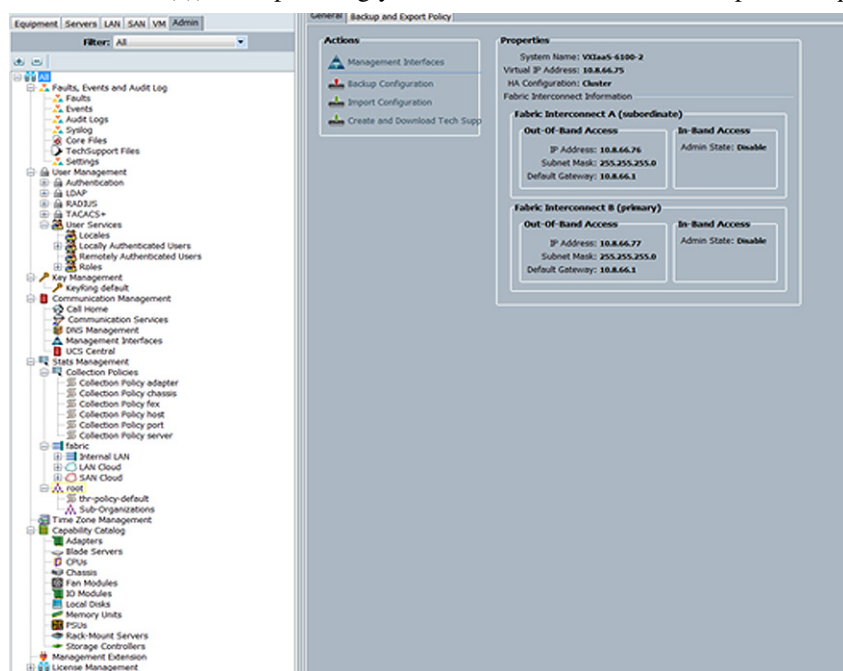 Equipment Servers LAN SAN VM Admin
Filter: All
All
Faults, Events and Audit Log
Faults
Events
Audit Logs
Syslog
Core Files
TechSupport Files
Settings
User Management
Authentication
LDAP
RADIUS
TACACS+
User Services
Locales
Locally Authenticated Users
Remotely Authenticated Users
Roles
Key Management
KeyRing default
Communication Management
Call Home
Communication Services
DNS Management
Management Interfaces
UCS Central
Stats Management
Collection Policies
Collection Policy adapter
Collection Policy chassis
Collection Policy fex
Collection Policy host
Collection Policy port
Collection Policy server
fabric
Internal LAN
LAN Cloud
SAN Cloud
root
thr-policy-default
Sub-Organizations
Time Zone Management
Capability Catalog
Adapters
Blade Servers
CPUs
Chassis
Fan Modules
IO Modules
Local Disks
Memory Units
PSUs
Rack-Mount Servers
Storage Controllers
Management Extension
License Management
General Backup and Export Policy
Actions
Management Interfaces
Backup Configuration
Import Configuration
Create and Download Tech Supp
Properties
System Name: VXIaaS-6100-2
Virtual IP Address: 10.8.66.75
HA Configuration: Cluster
Fabric Interconnect Information
Fabric Interconnect A (subordinate)
Out-Of-Band Access
IP Address: 10.8.66.76
Subnet Mask: 255.255.255.0
Default Gateway: 10.8.66.1
In-Band Access
Admin State: Disable
Fabric Interconnect B (primary)
Out-Of-Band Access
IP Address: 10.8.66.77
Subnet Mask: 255.255.255.0
Default Gateway: 10.8.66.1
In-Band Access
Admin State: Disable